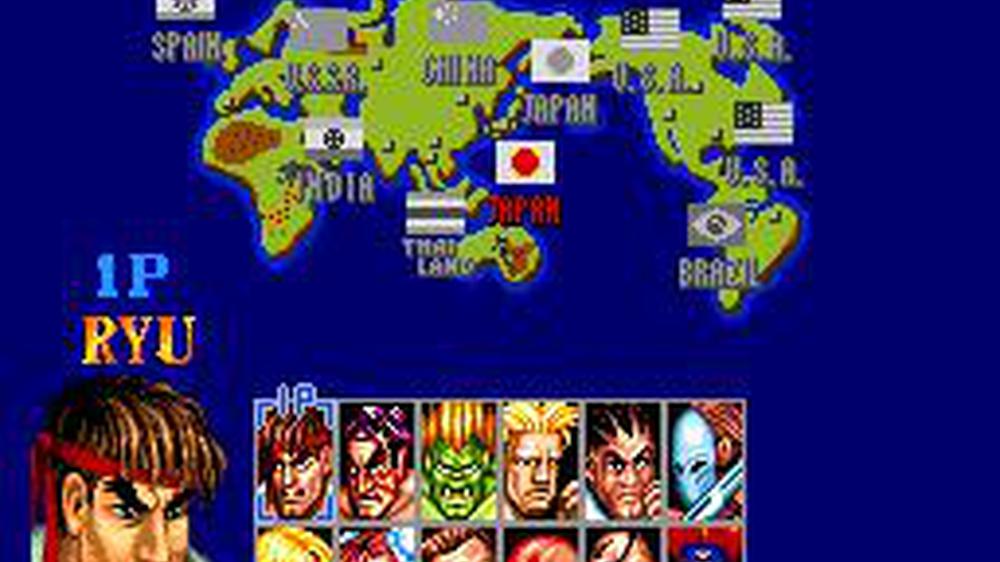 SPAIN
U.S.S.R.
CHINA
U.S.A.
U.S.A.
JAPAN
INDIA
U.S.A.
JAPAN
THAI
LAND
BRAZIL
1P
RYU
1P